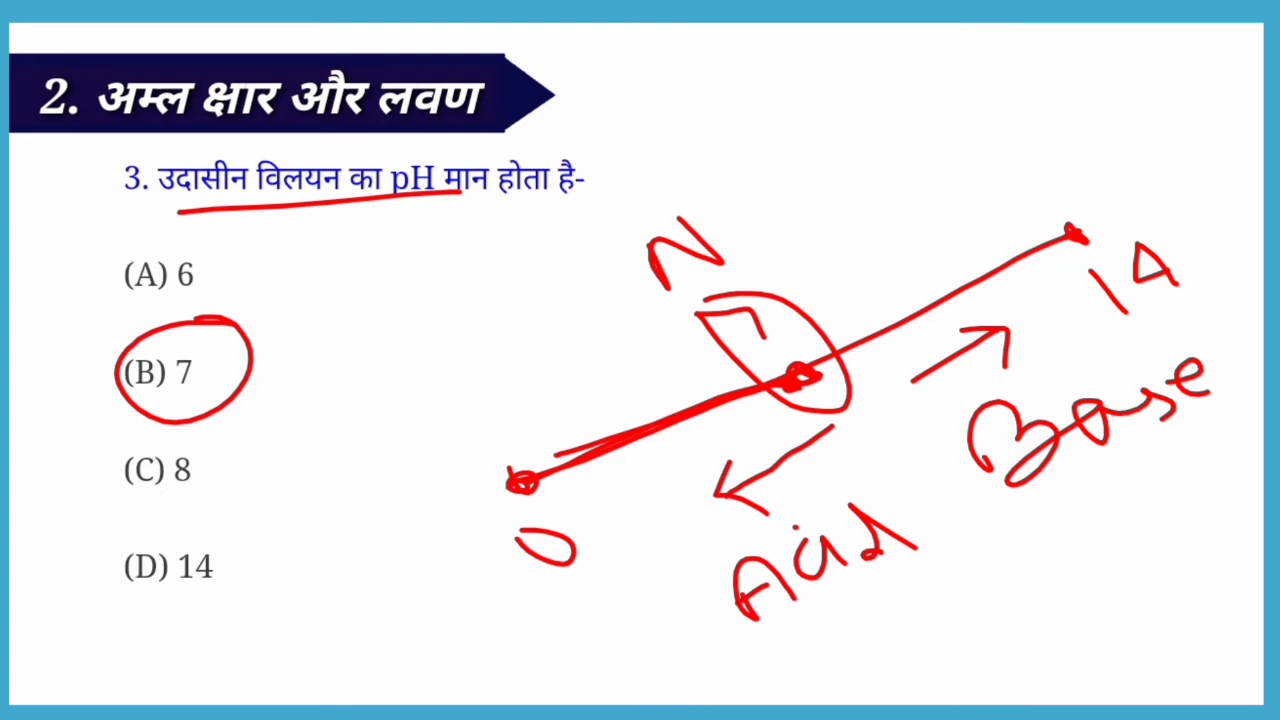 2. अम्ल क्षार और लवण
3. उदासीन विलयन का pH मान होता है-
(A) 6
(B) 7
(C) 8
(D) 14
N
7
14
Base
0
Acid